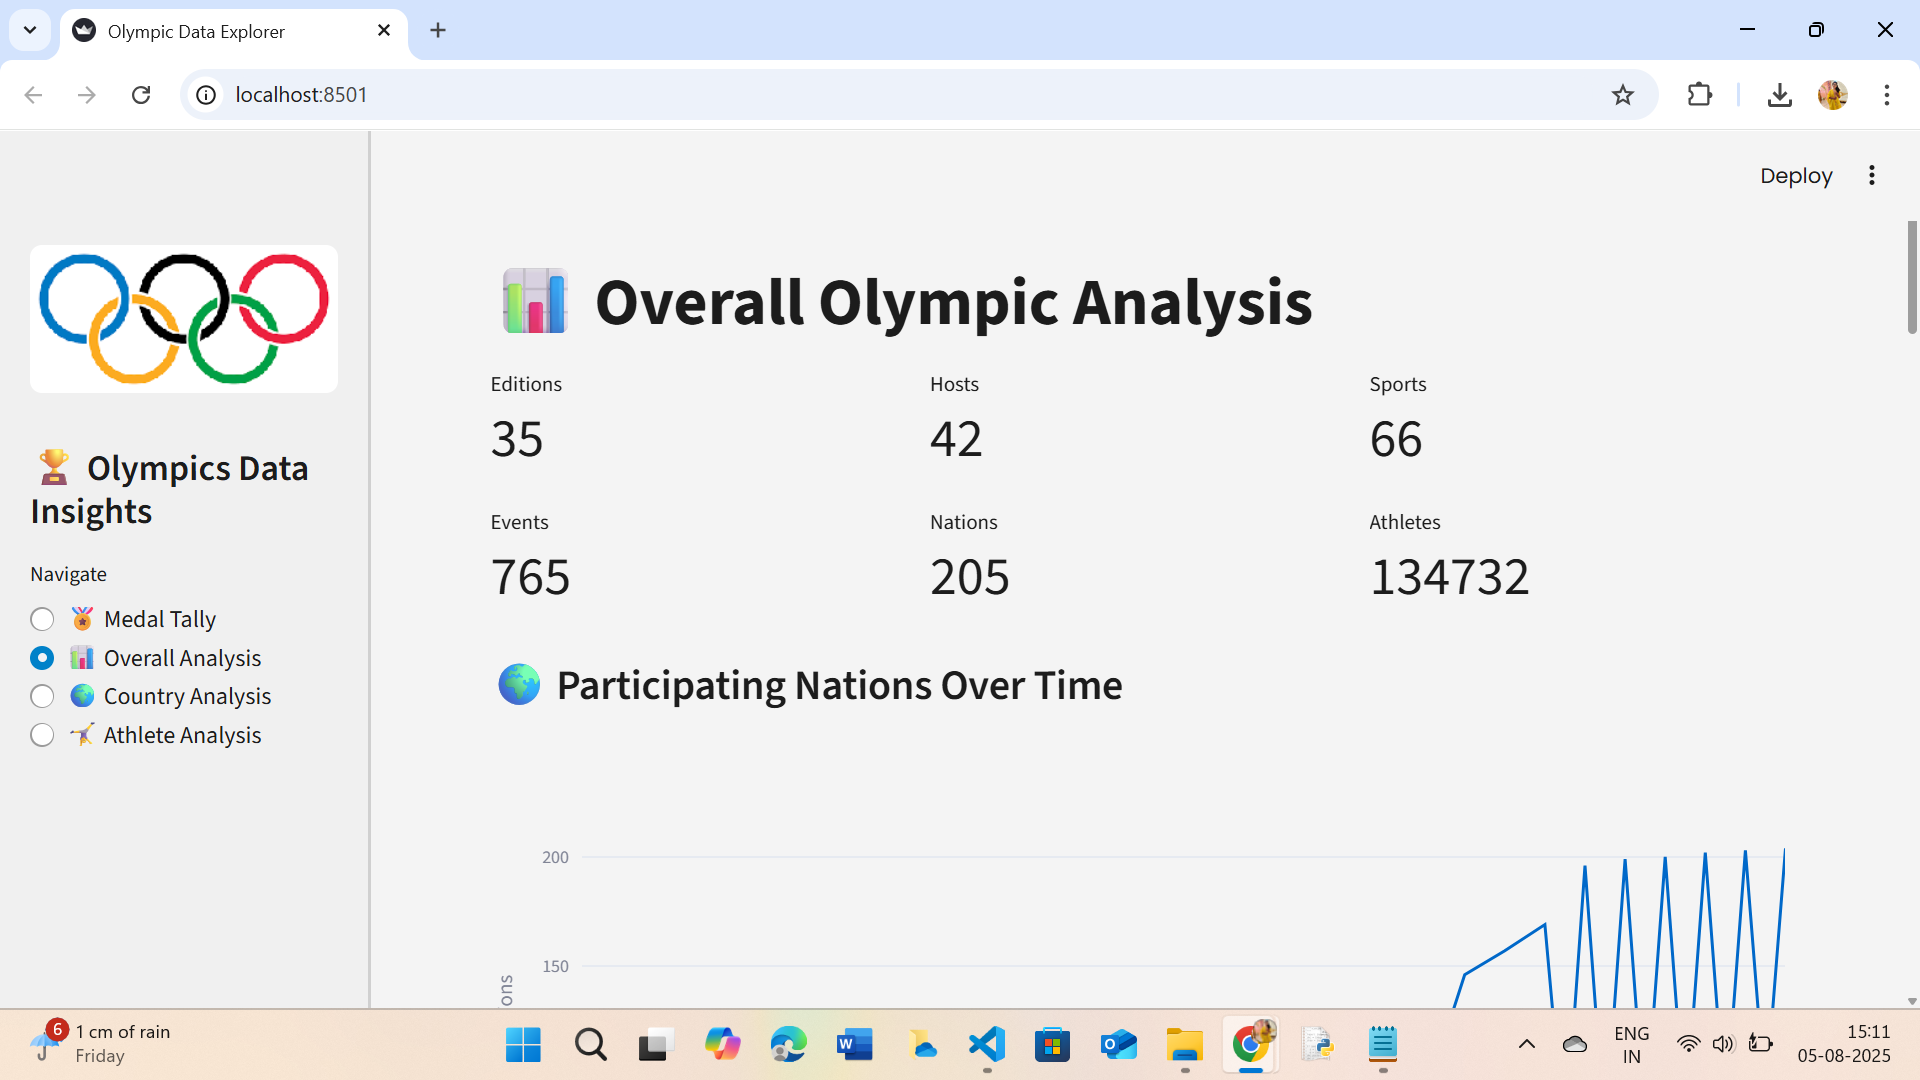 Olympic Data Explorer
localhost:8501
Deploy
Overall Olympic Analysis
Editions
35
Hosts
42
Sports
66
Events
765
Nations
205
Athletes
134732
Participating Nations Over Time
200
150
ons
Olympics Data
Insights
Navigate
Medal Tally
Overall Analysis
Country Analysis
Athlete Analysis
6
1 cm of rain
Friday
W
O
ENG
IN
15:11
05-08-2025